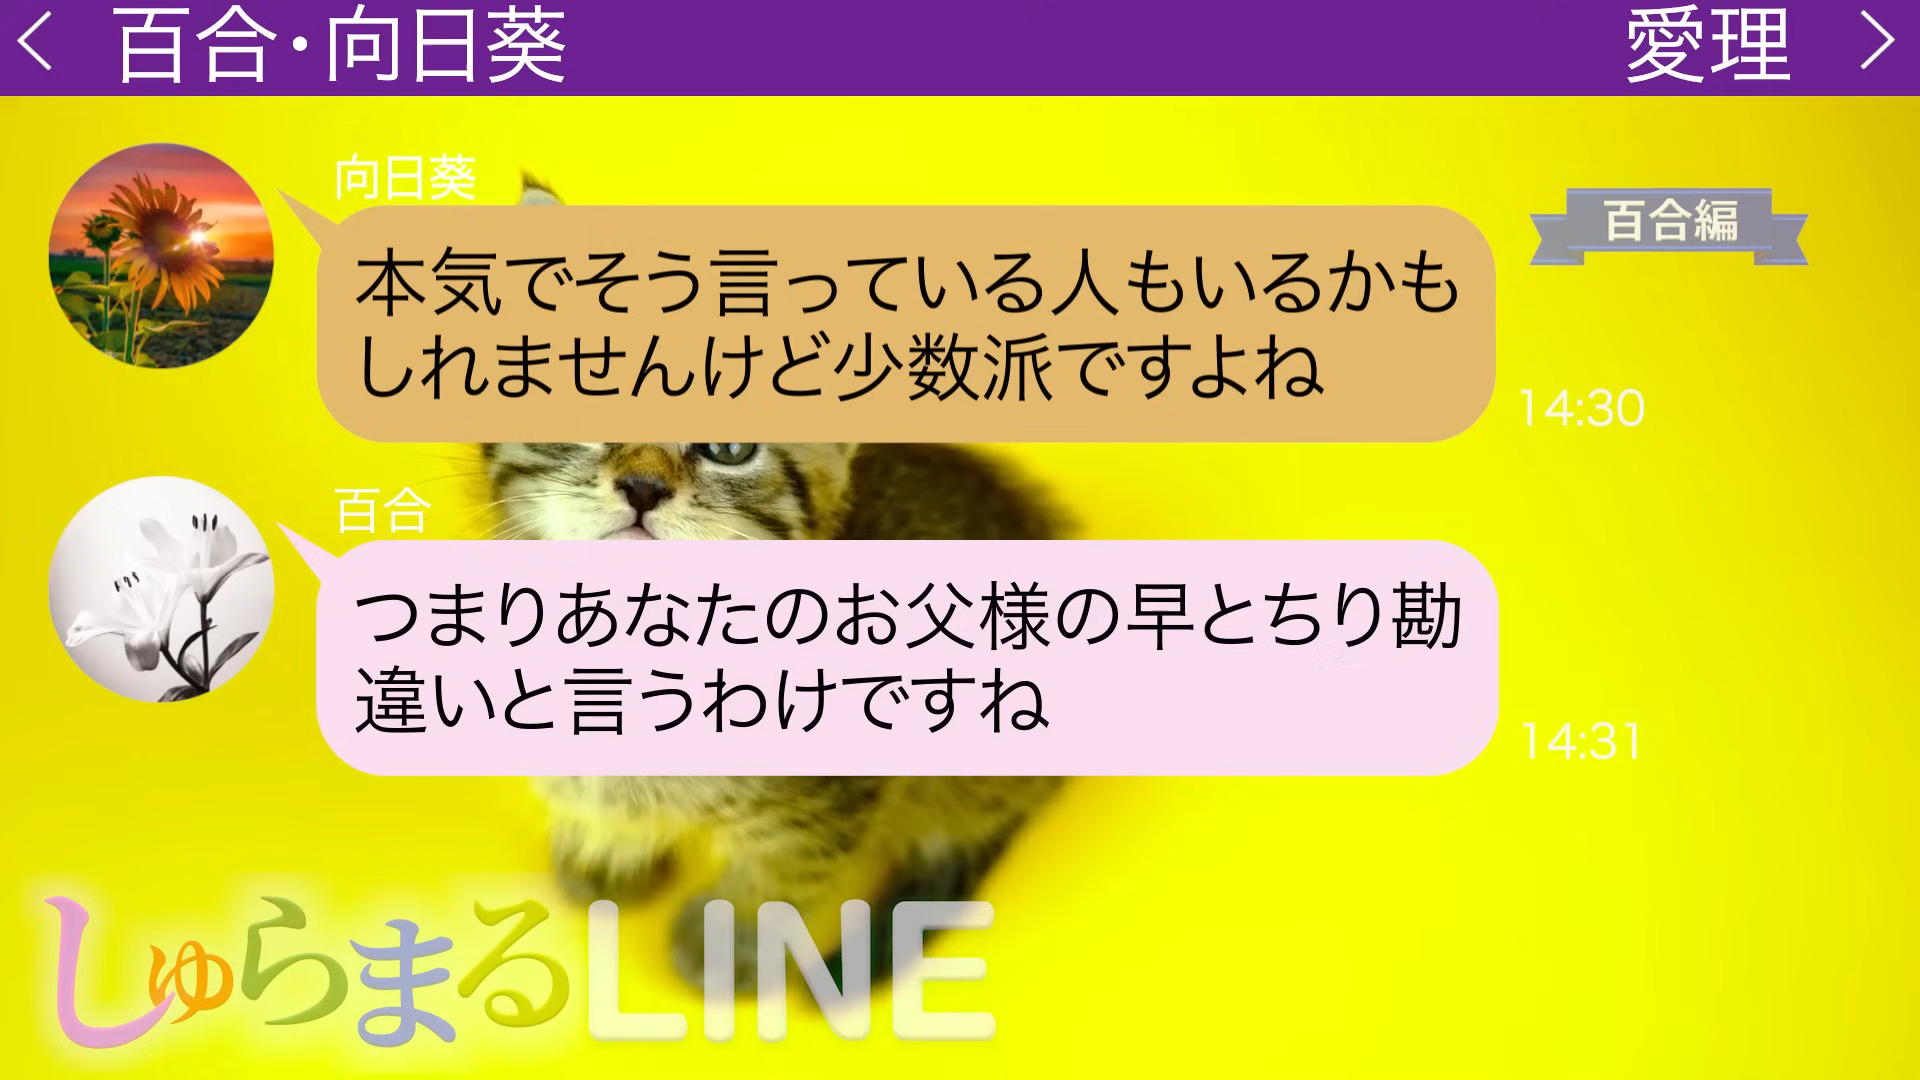 百合・向日葵
愛理
向日葵
百合編
本気でそう言っている人もいるかも
しれませんけど少数派ですよね
14:30
百合
つまりあなたのお父様の早とちり勘
違いと言うわけですね
14:31
しゅらまるLINE